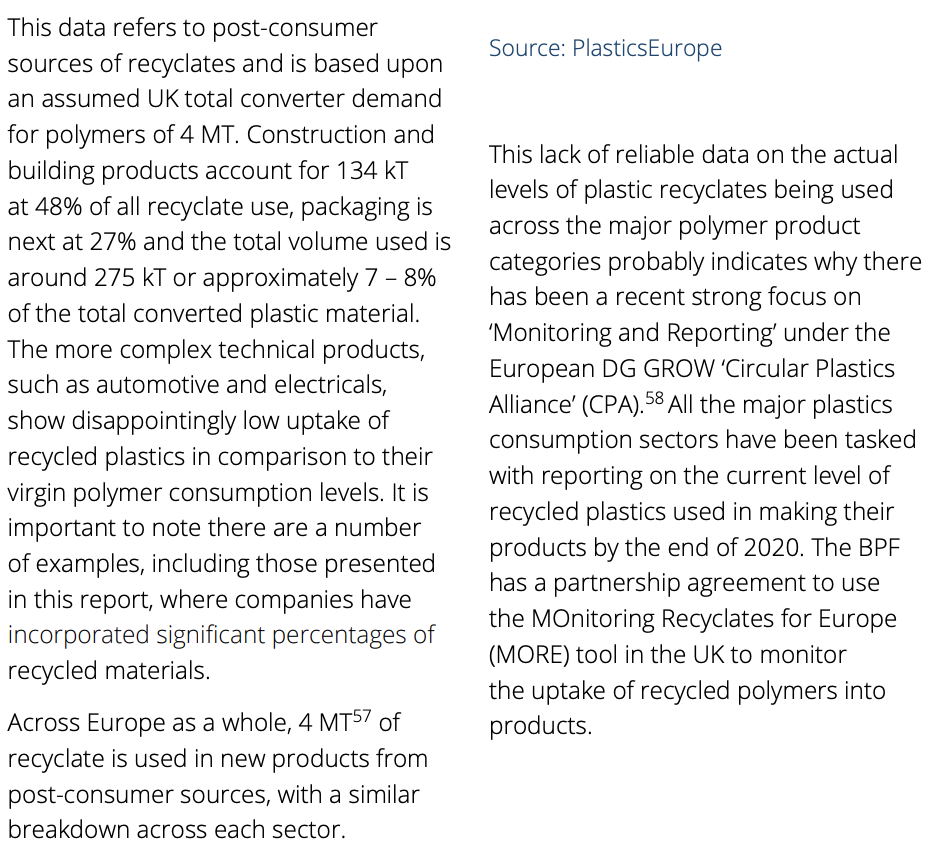 This data refers to post-consumer
sources of recyclates and is based upon
an assumed UK total converter demand
for polymers of 4 MT. Construction and
building products account for 134 kT
at 48% of all recyclate use, packaging is
next at 27% and the total volume used is
around 275 kT or approximately 7 – 8%
of the total converted plastic material.
The more complex technical products,
such as automotive and electricals,
show disappointingly low uptake of
recycled plastics in comparison to their
virgin polymer consumption levels. It is
important to note there are a number
of examples, including those presented
in this report, where companies have
incorporated significant percentages of
recycled materials.
Across Europe as a whole, 4 MT57 of
recyclate is used in new products from
post-consumer sources, with a similar
breakdown across each sector.
Source: PlasticsEurope
This lack of reliable data on the actual
levels of plastic recyclates being used
across the major polymer product
categories probably indicates why there
has been a recent strong focus on
‘Monitoring and Reporting’ under the
European DG GROW ‘Circular Plastics
Alliance’ (CPA).58 All the major plastics
consumption sectors have been tasked
with reporting on the current level of
recycled plastics used in making their
products by the end of 2020. The BPF
has a partnership agreement to use
the MOnitoring Recyclates for Europe
(MORE) tool in the UK to monitor
the uptake of recycled polymers into
products.